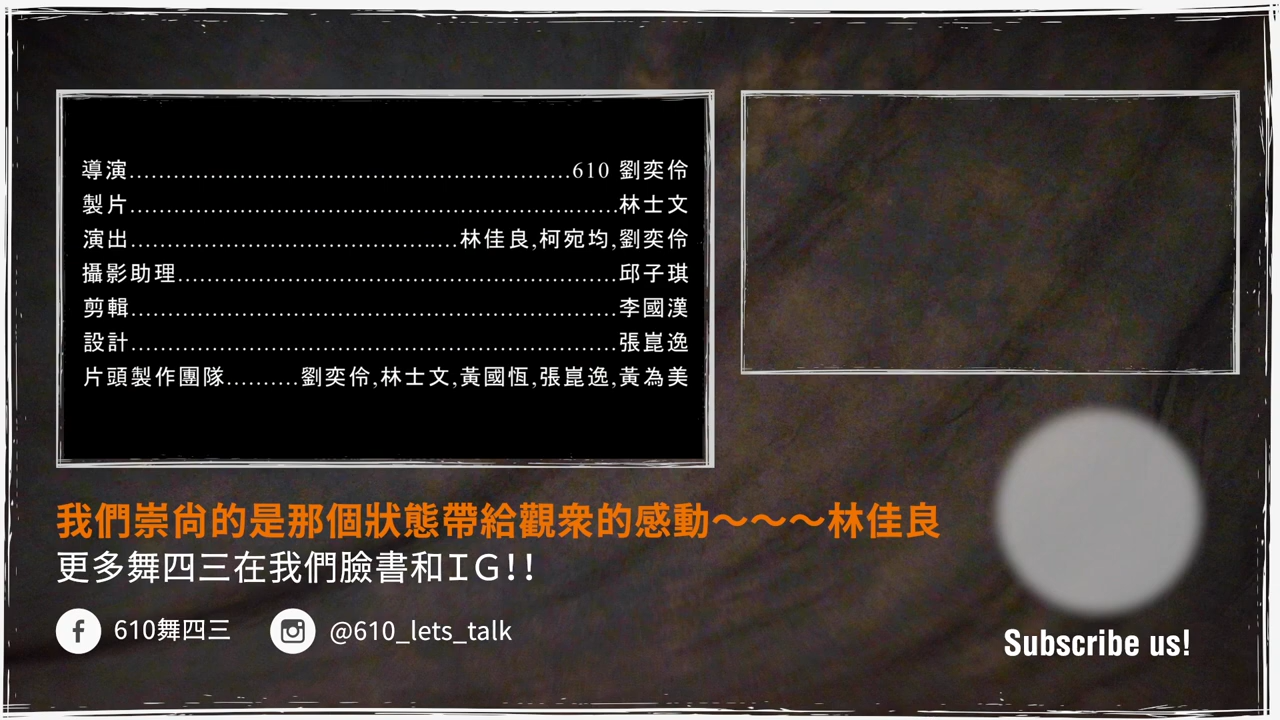 導演............................................................610 劉奕伶
製片..................................................................林士文
演出............................................林佳良,柯宛均,劉奕伶
攝影助理............................................................邱子琪
剪輯..................................................................李國漢
設計..................................................................張崑逸
片頭製作團隊.........劉奕伶,林士文,黃國恆,張崑逸,黃為美
我們崇尚的是那個狀態帶給觀眾的感動～～～林佳良
更多舞四三在我們臉書和IG!!
610舞四三
@610_lets_talk
Subscribe us!